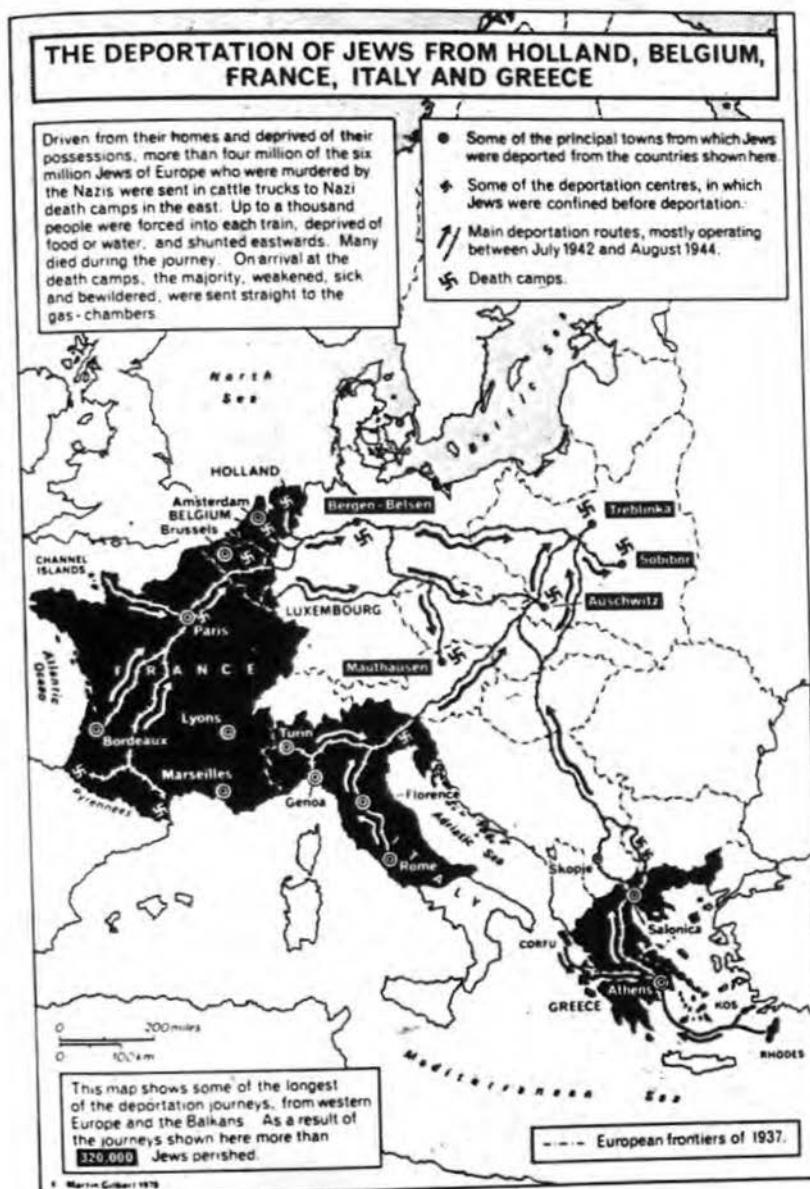 THE DEPORTATION OF JEWS FROM HOLLAND, BELGIUM,
FRANCE, ITALY AND GREECE
Driven from their homes and deprived of their
possessions, more than four million of the six
million Jews of Europe who were murdered by
the Nazis were sent in cattle trucks to Nazi
death camps in the east. Up to a thousand
people were forced into each train, deprived of
food or water, and shunted eastwards. Many
died during the journey. On arrival at the
death camps, the majority, weakened, sick
and bewildered, were sent straight to the
gas-chambers
Some of the principal towns from which Jews
were deported from the countries shown here.
Some of the deportation centres, in which
Jews were confined before deportation.
Main deportation routes, mostly operating
between July 1942 and August 1944.
Death camps.
North
Sea
Baltic Sea
HOLLAND
Amsterdam
BELGIUM
Brussels
Bergen-Belsen
Treblinka
Sobibor
CHANNEL
ISLANDS
LUXEMBOURG
Auschwitz
Paris
Atlantic
Ocean
FRANCE
Mauthausen
Lyons
Turin
Bordeaux
Marseilles
Genoa
Florence
Pyrennees
Adriatic Sea
ITALY
Rome
Skopje
Salonica
CORFU
Athens
GREECE
KOS
RHODES
0 200 miles
0 100 km
Mediterranean Sea
This map shows some of the longest
of the deportation journeys, from western
Europe and the Balkans. As a result of
the journeys shown here more than
320,000 Jews perished.
European frontiers of 1937.
Martin Gilbert 1978